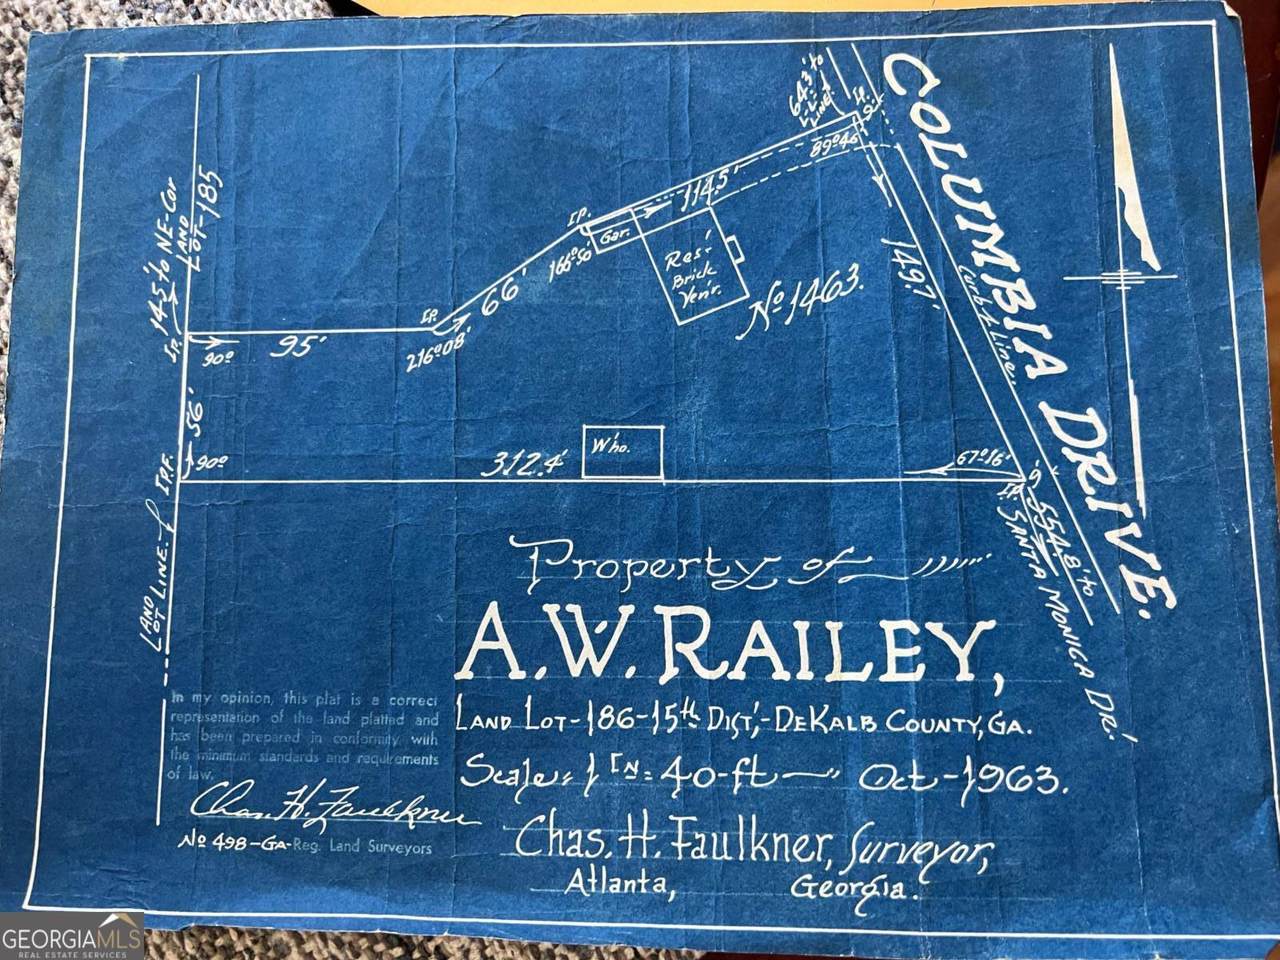 COLUMBIA DRIVE.
Curb Line.
643' to
L-L-
LINE.
I.P.
89°46'
114.5'
149.7'
I.P.
166°50'
Gar.
Res.
Brick
Ven'r.
No 1463.
66'
I.P.
216°08'
95'
90°
I.P.
145' to NE-Cor
LAND
LOT-185
56'
90°
I.P.F.
LAND
LOT LINE.
312.4'
W'ho.
67°16'
I.P.
554.8' to
SANTA MONICA DR.
Property of
A.W. RAILEY,
LAND LOT-186-15th DIST,-DEKALB COUNTY, GA.
Scale = 1 IN = 40-ft — Oct-1963.
Chas. H. Faulkner, Surveyor,
Atlanta, Georgia.
In my opinion, this plat is a correct
representation of the land platted and
has been prepared in conformity with
the minimum standards and requirements
of law.
Chas. H. Faulkner
No 498-GA-Reg. Land Surveyors
GEORGIAMLS
REAL ESTATE SERVICES